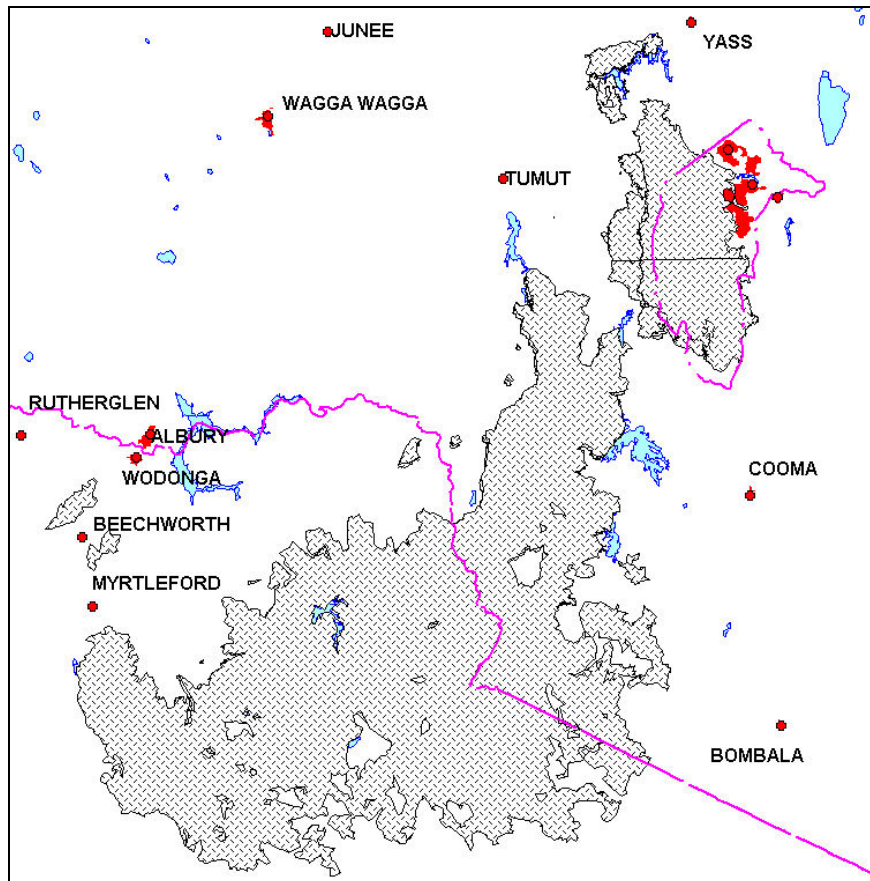 JUNEE
YASS
WAGGA WAGGA
TUMUT
RUTHERGLEN
ALBURY
WODONGA
COOMA
BEECHWORTH
MYRTLEFORD
BOMBALA